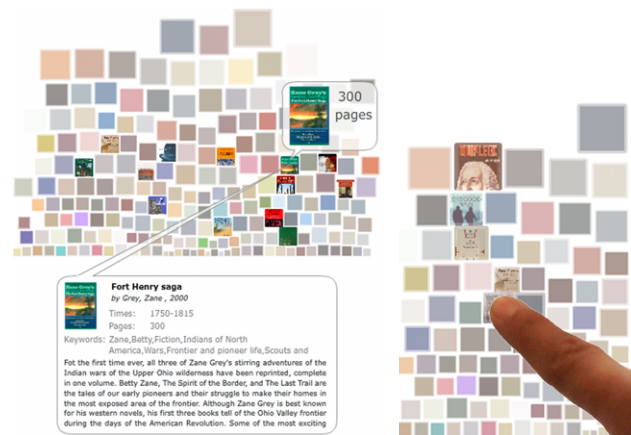 Zane Grey's
300
pages
Fort Henry saga
by Grey, Zane , 2000
Times: 1750-1815
Pages: 300
Keywords: Zane,Betty,Fiction,Indians of North
America,Wars,Frontier and pioneer life,Scouts and
Fot the first time ever, all three of Zane Grey's stirring adventures of the
Indian wars of the Upper Ohio wilderness have been reprinted, complete
in one volume. Betty Zane, The Spirit of the Border, and The Last Trail are
the tales of our early pioneers and their struggle to make their homes in
the most exposed area of the frontier. Although Zane Grey is best known
for his western novels, his first three books tell of the Ohio Valley frontier
during the days of the American Revolution. Some of the most exciting